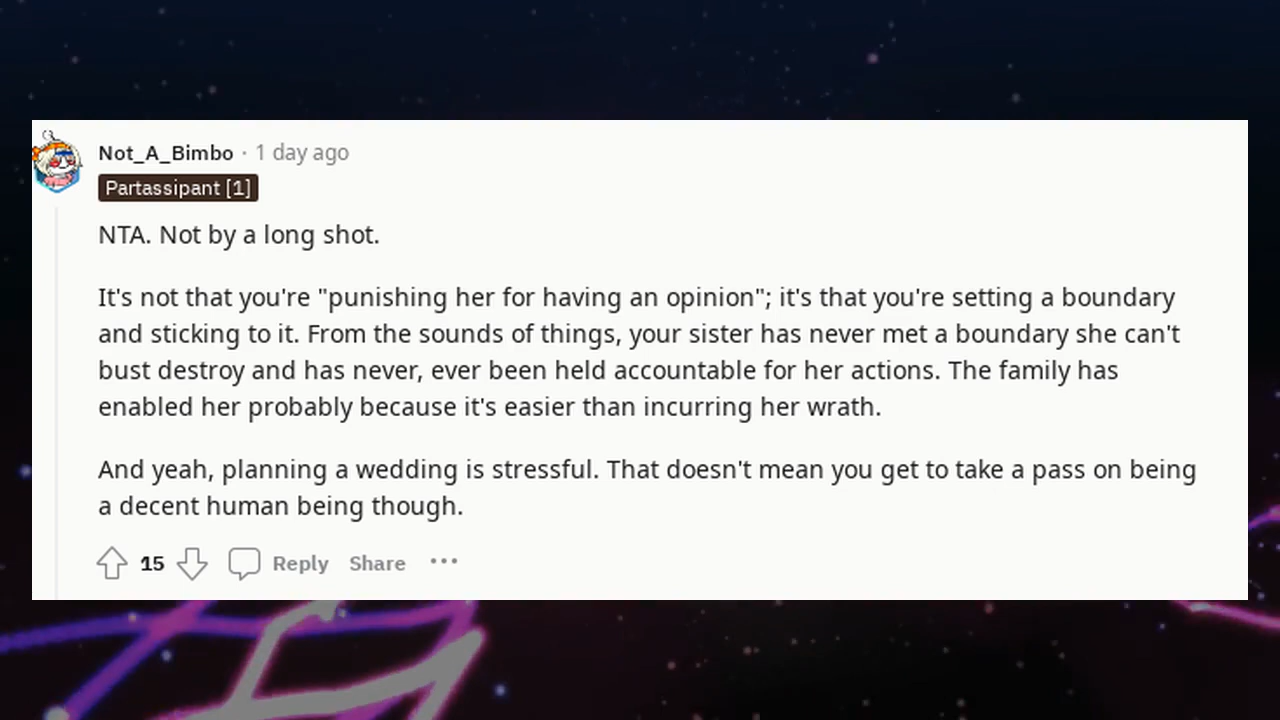 Not_A_Bimbo · 1 day ago
Partassipant [1]
NTA. Not by a long shot.
It's not that you're "punishing her for having an opinion"; it's that you're setting a boundary
and sticking to it. From the sounds of things, your sister has never met a boundary she can't
bust destroy and has never, ever been held accountable for her actions. The family has
enabled her probably because it's easier than incurring her wrath.
And yeah, planning a wedding is stressful. That doesn't mean you get to take a pass on being
a decent human being though.
15 Reply Share ···